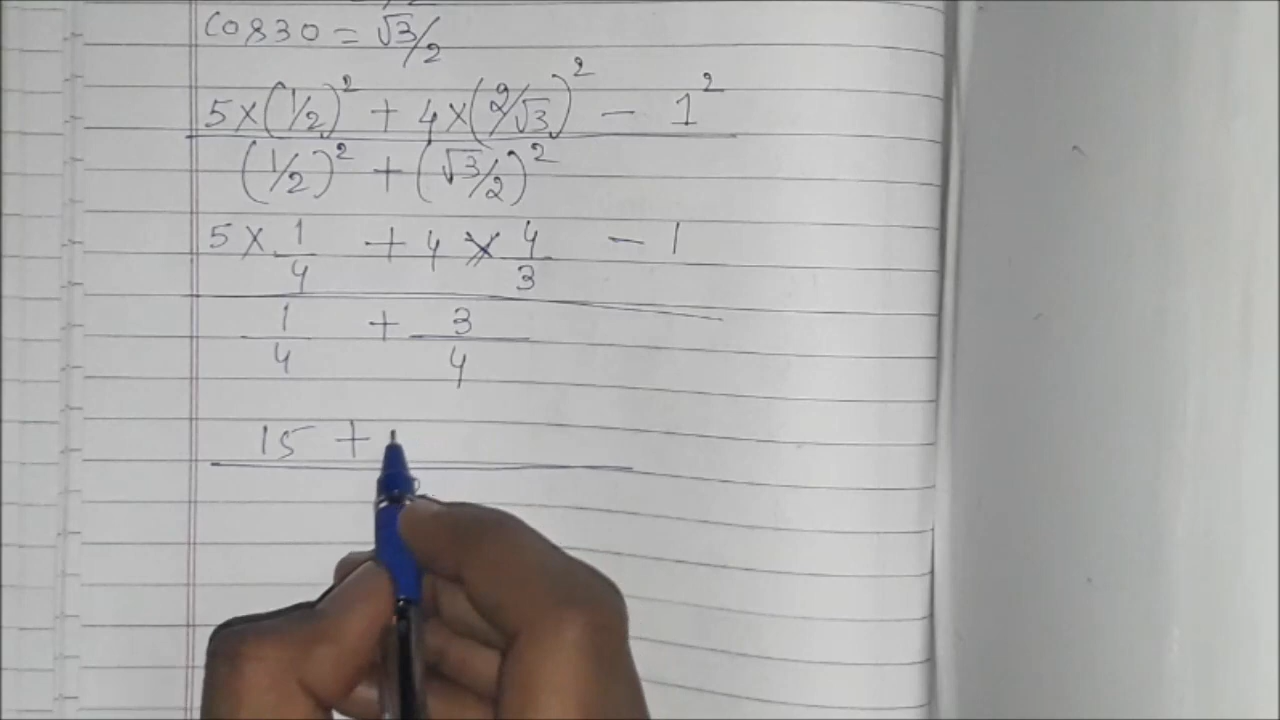 cos30 = √3/2
5×(1/2)² + 4×(2/√3)² - 1²
(1/2)² + (√3/2)²
5×1/4 + 4×4/3 - 1
1/4 + 3/4
15 +